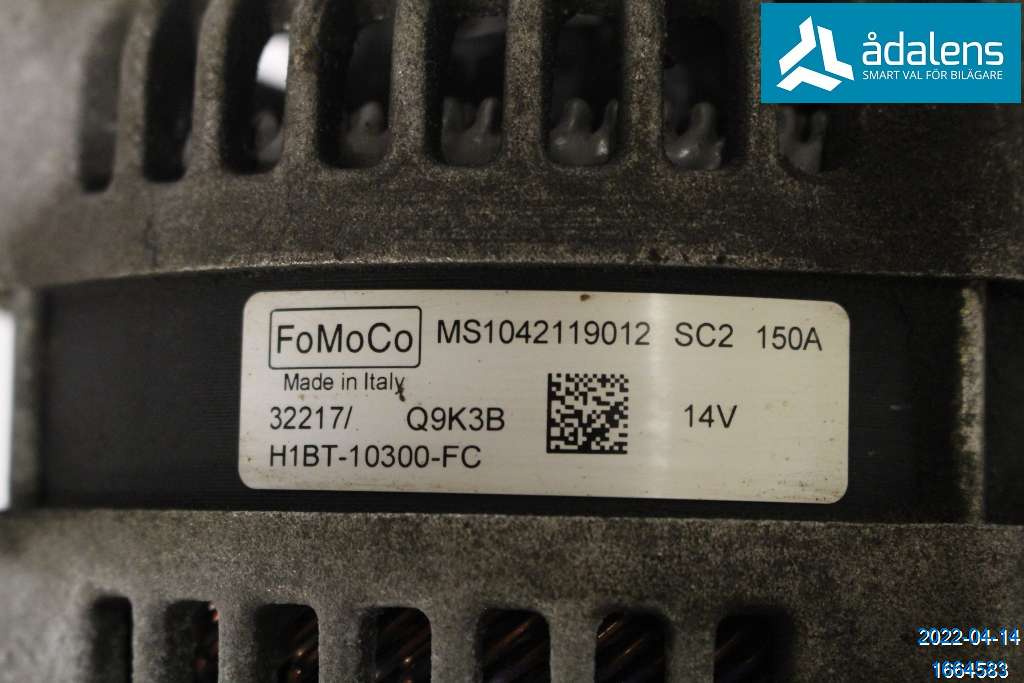 ådalens
SMART VAL FÖR BILÄGARE
FoMoCo MS1042119012 SC2 150A
Made in Italy
32217/ Q9K3B 14V
H1BT-10300-FC
2022-04-14
1664583